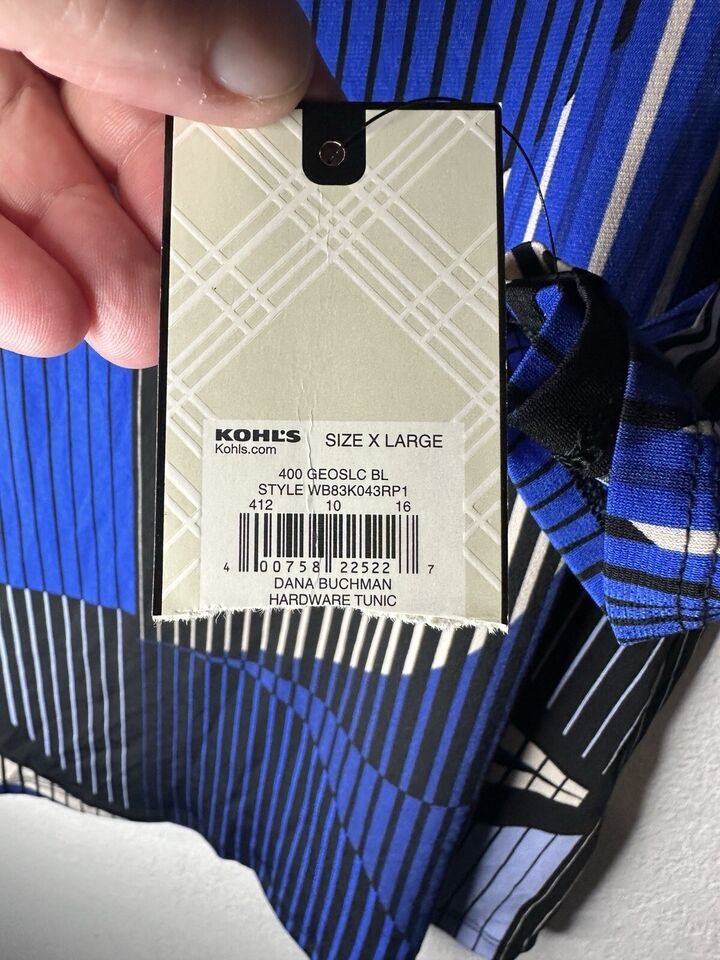 KOHL'S SIZE X LARGE
Kohls.com
400 GEOSLC BL
STYLE WB83K043RP1
412 10 16
4 00758 22522 7
DANA BUCHMAN
HARDWARE TUNIC